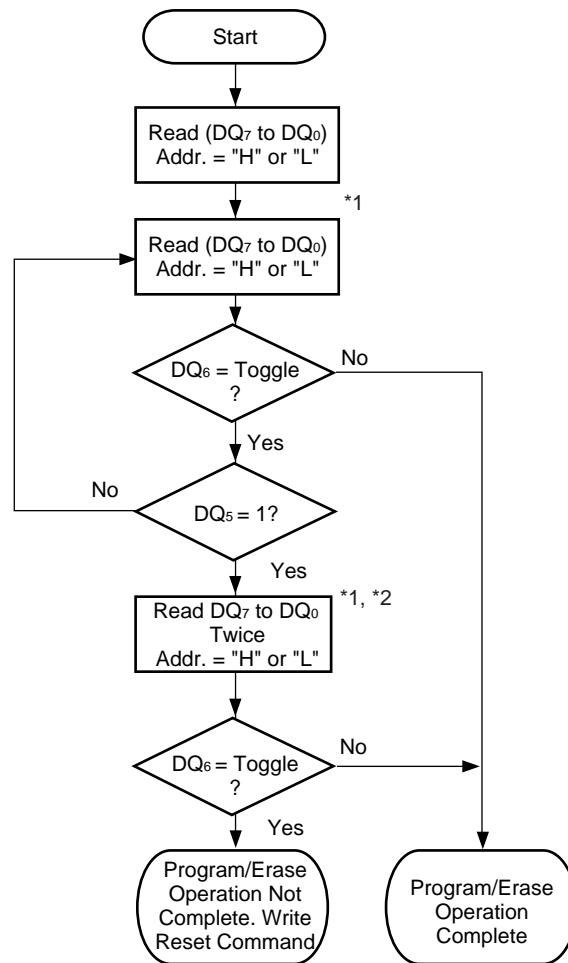 Start
Read (DQ7 to DQ0)
Addr. = "H" or "L"
*1
Read (DQ7 to DQ0)
Addr. = "H" or "L"
DQ6 = Toggle
?
No
Yes
No
DQ5 = 1?
Yes
*1, *2
Read DQ7 to DQ0
Twice
Addr. = "H" or "L"
DQ6 = Toggle
?
No
Yes
Program/Erase
Operation Not
Complete. Write
Reset Command
Program/Erase
Operation
Complete